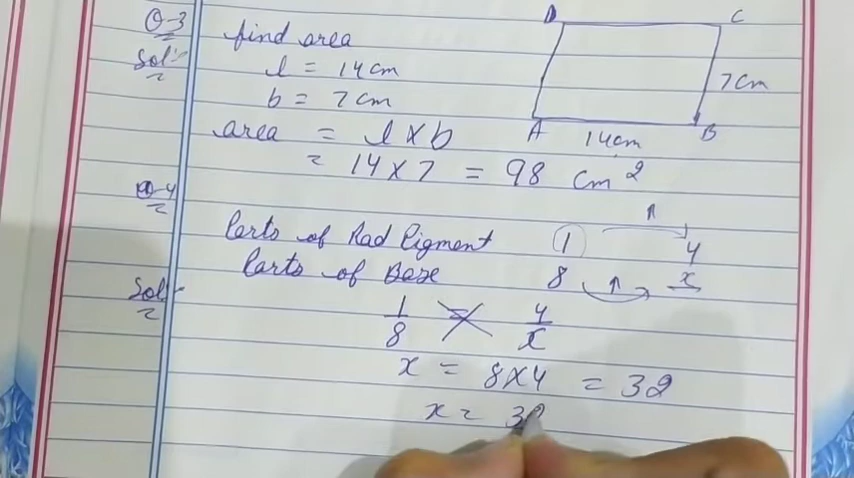 Q-3 find area
Sol:-
l = 14 cm
b = 7 cm
area = l × b
= 14 × 7 = 98 cm²
D C
7cm
A 14cm B
Q-4
Parts of Rad Pigment 1 4
Parts of Base 8 x
Sol:-
1/8 4/x
x = 8×4 = 32
x = 32